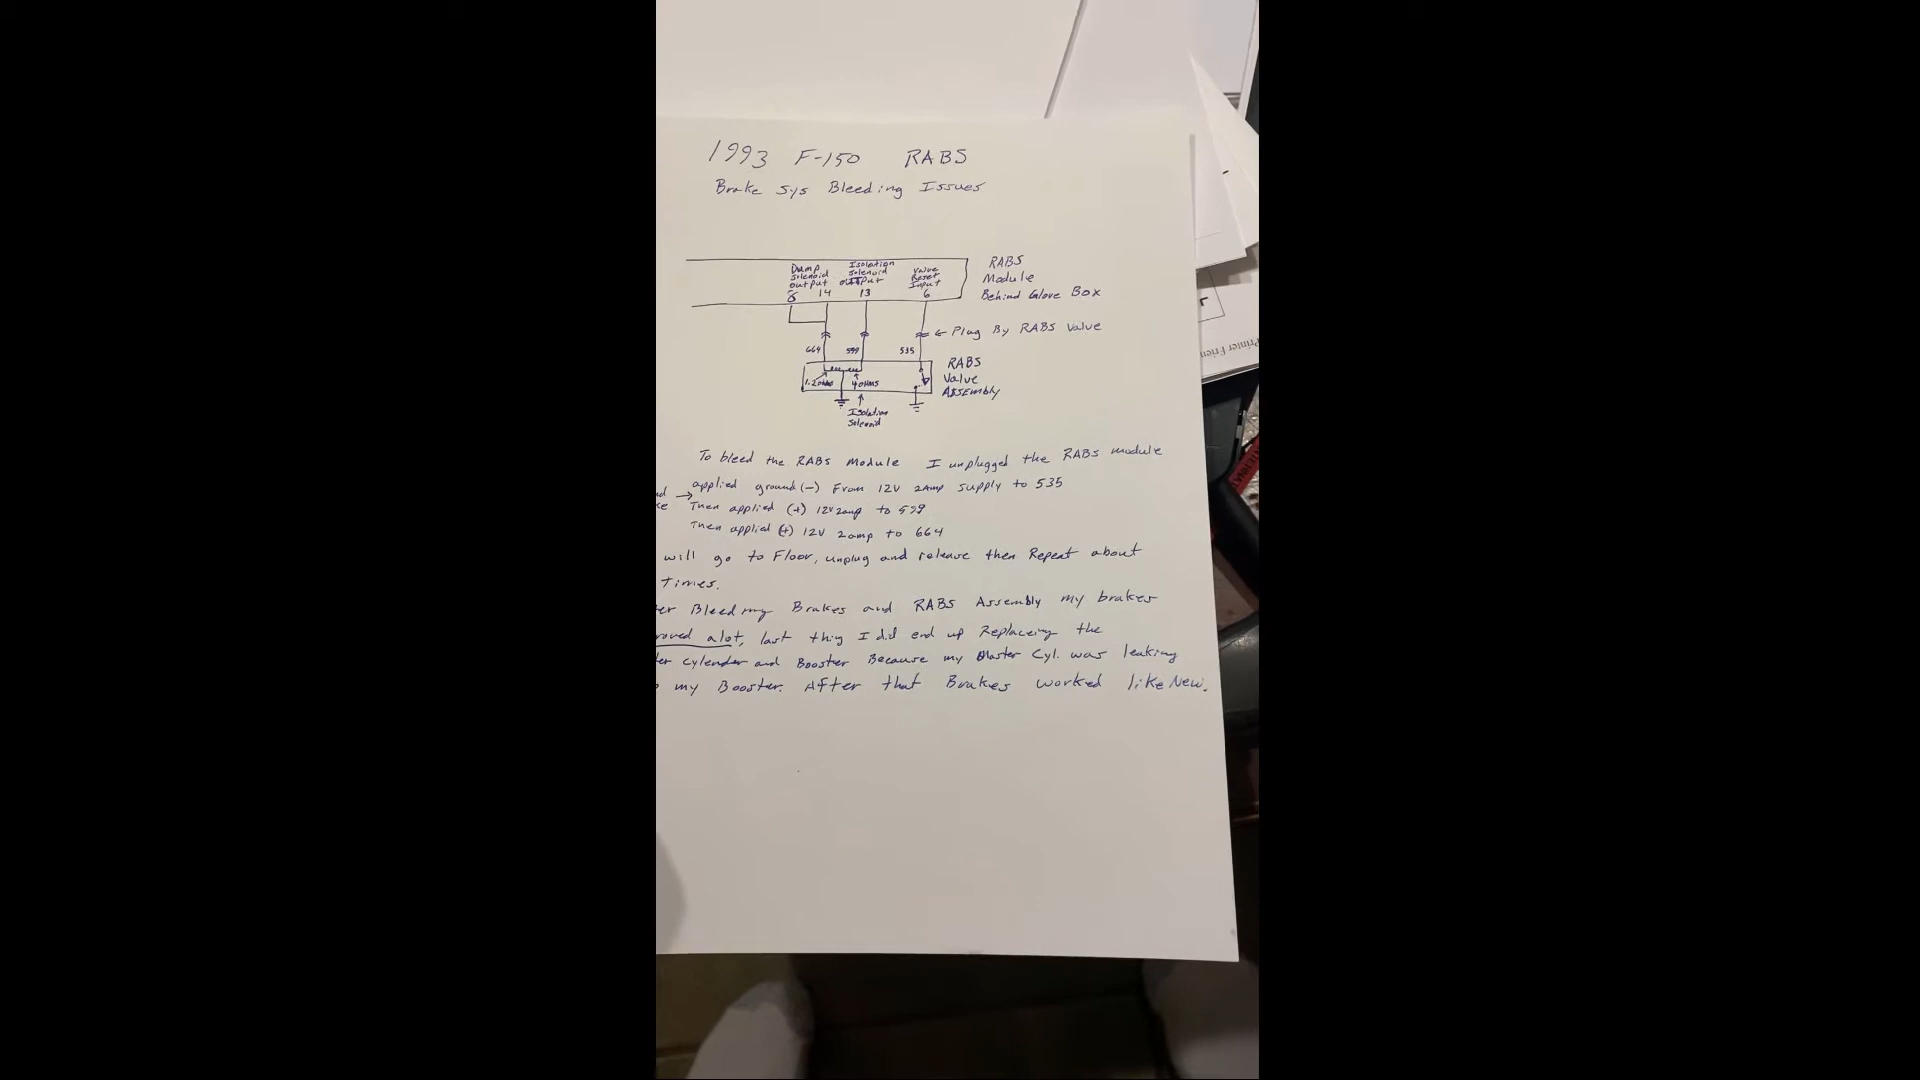 1993 F-150 RABS
Brake Sys Bleeding Issues
Dump Solenoid output
Isolation Solenoid output
Valve Reset Input
8 14 13 6
RABS
Module
Behind Glove Box
← Plug By RABS Valve
664 599 535
RABS
Valve
Assembly
1.2 ohms 4 OHMS
Isolation
Solenoid
To bleed the RABS Module I unplugged the RABS module
applied ground (-) From 12V 2Amp Supply to 535
Then applied (+) 12V 2amp to 599
Then applied (+) 12V 2amp to 664
will go to Floor, unplug and release then Repeat about
Times.
Bleedmy Brakes and RABS Assembly my brakes
alot, last thing I did end up Replaceing the
cylender and Booster Because my Master Cyl. was leaking
my Booster. After that Brakes worked like New.
Printer Frien